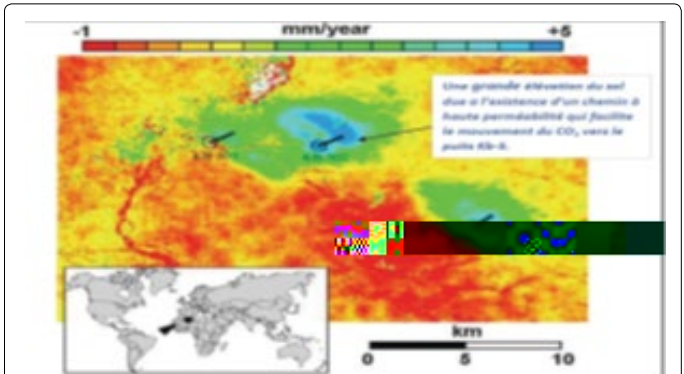 mm/year
-1 +5
Une grande élévation du sol
due a l'existence d'un chemin à
haute perméabilité qui facilite
le mouvement du CO₂ vers le
puits Kb-5.
km
0 5 10